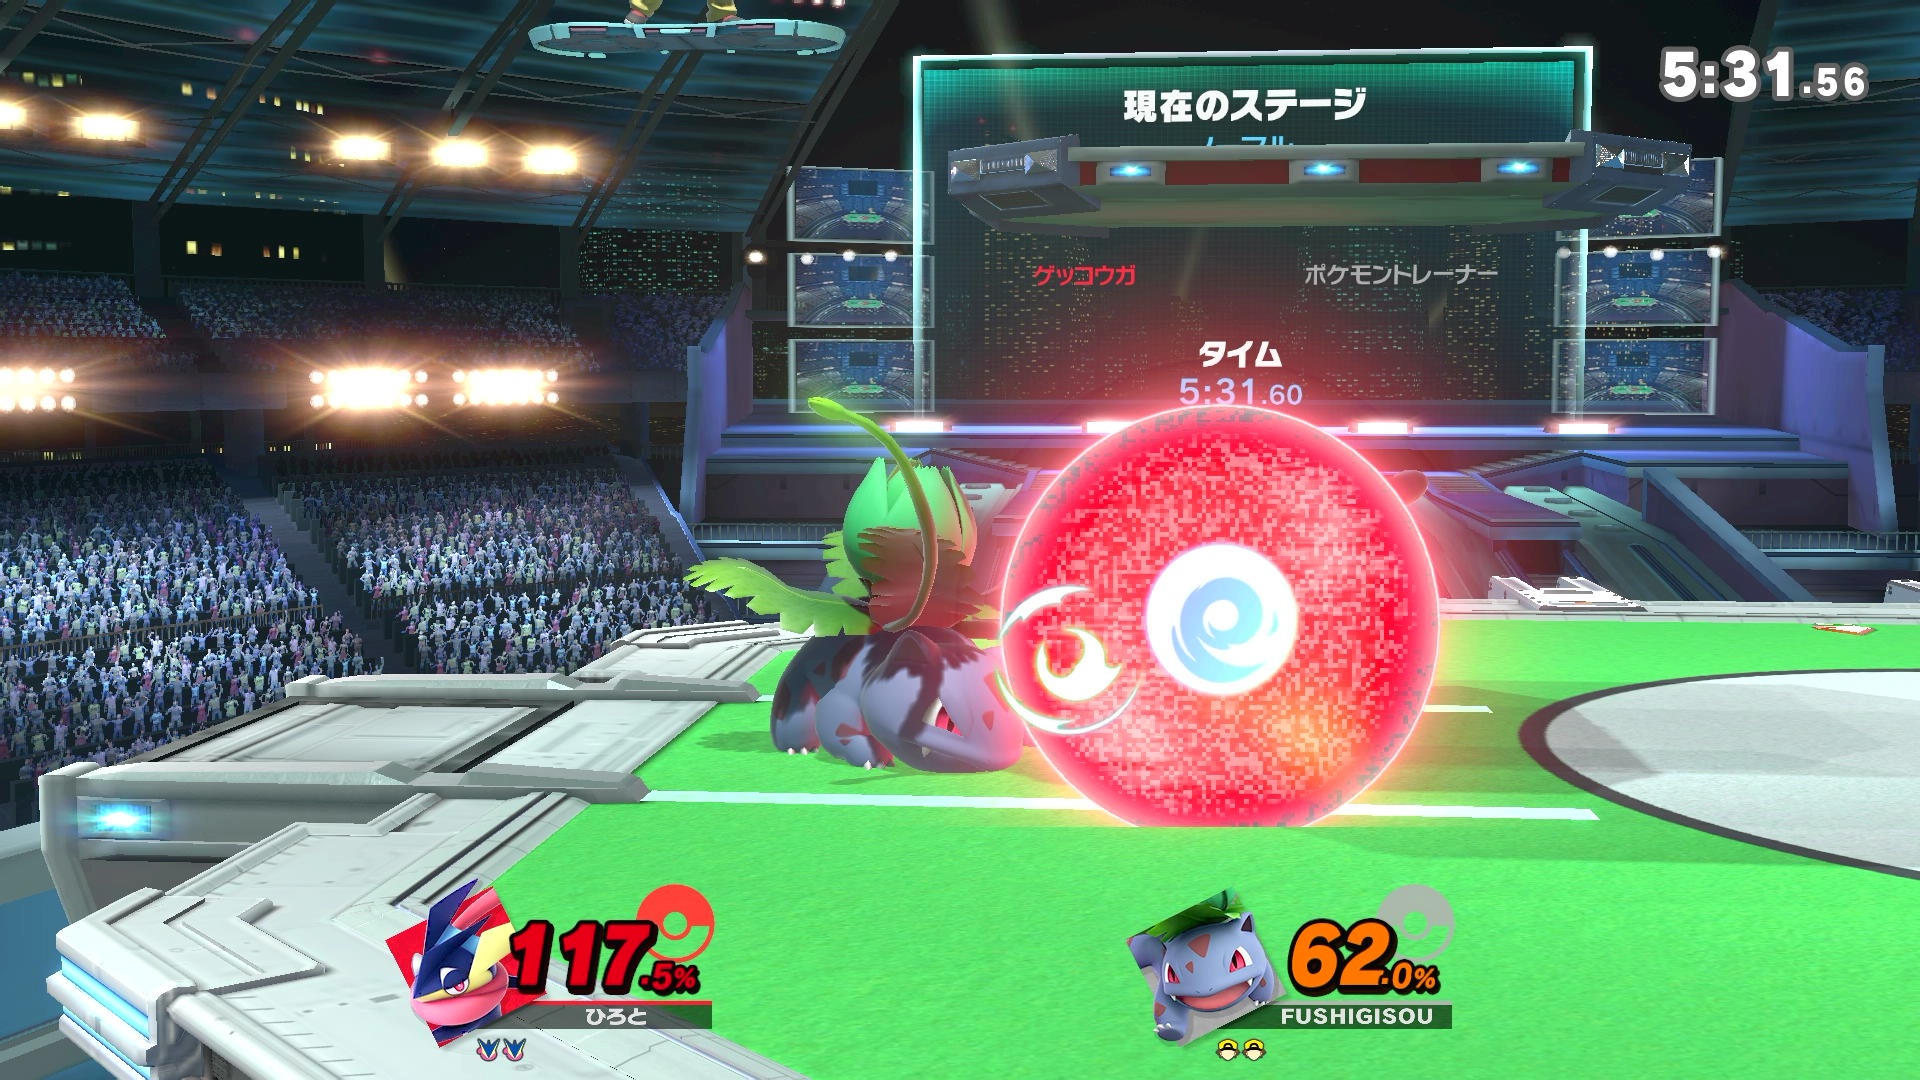 5:31.56
現在のステージ
ゲッコウガ
ポケモントレーナー
タイム
5:31.60
117.5%
ひろと
62.0%
FUSHIGISOU